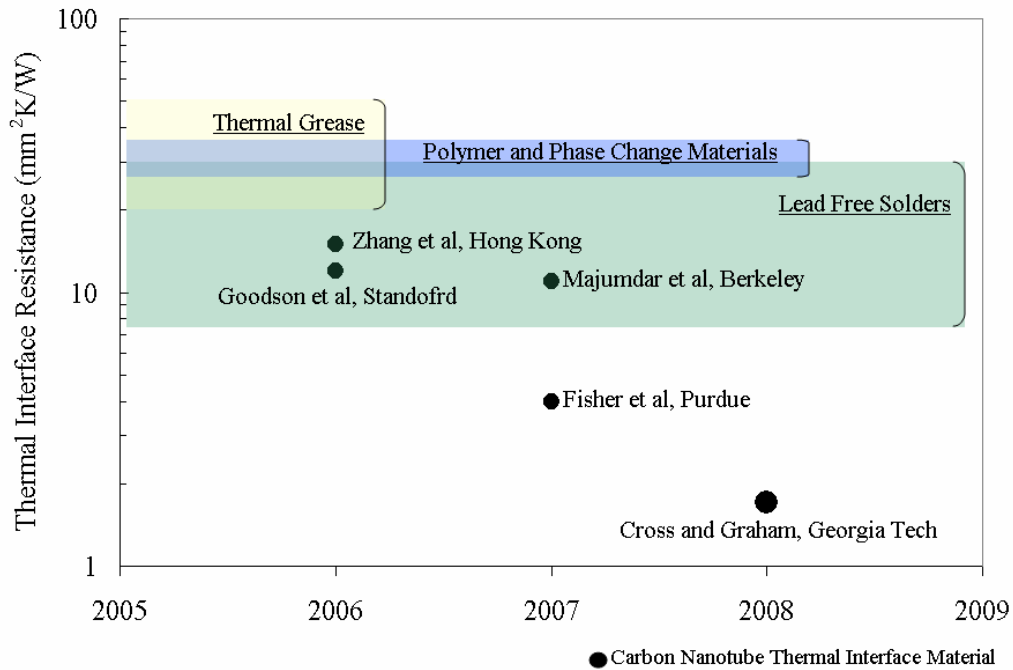 100
Thermal Grease
Polymer and Phase Change Materials
Lead Free Solders
Zhang et al, Hong Kong
Goodson et al, Standofrd
Majumdar et al, Berkeley
10
Fisher et al, Purdue
Cross and Graham, Georgia Tech
1
Thermal Interface Resistance (mm²K/W)
2005 2006 2007 2008 2009
Carbon Nanotube Thermal Interface Material